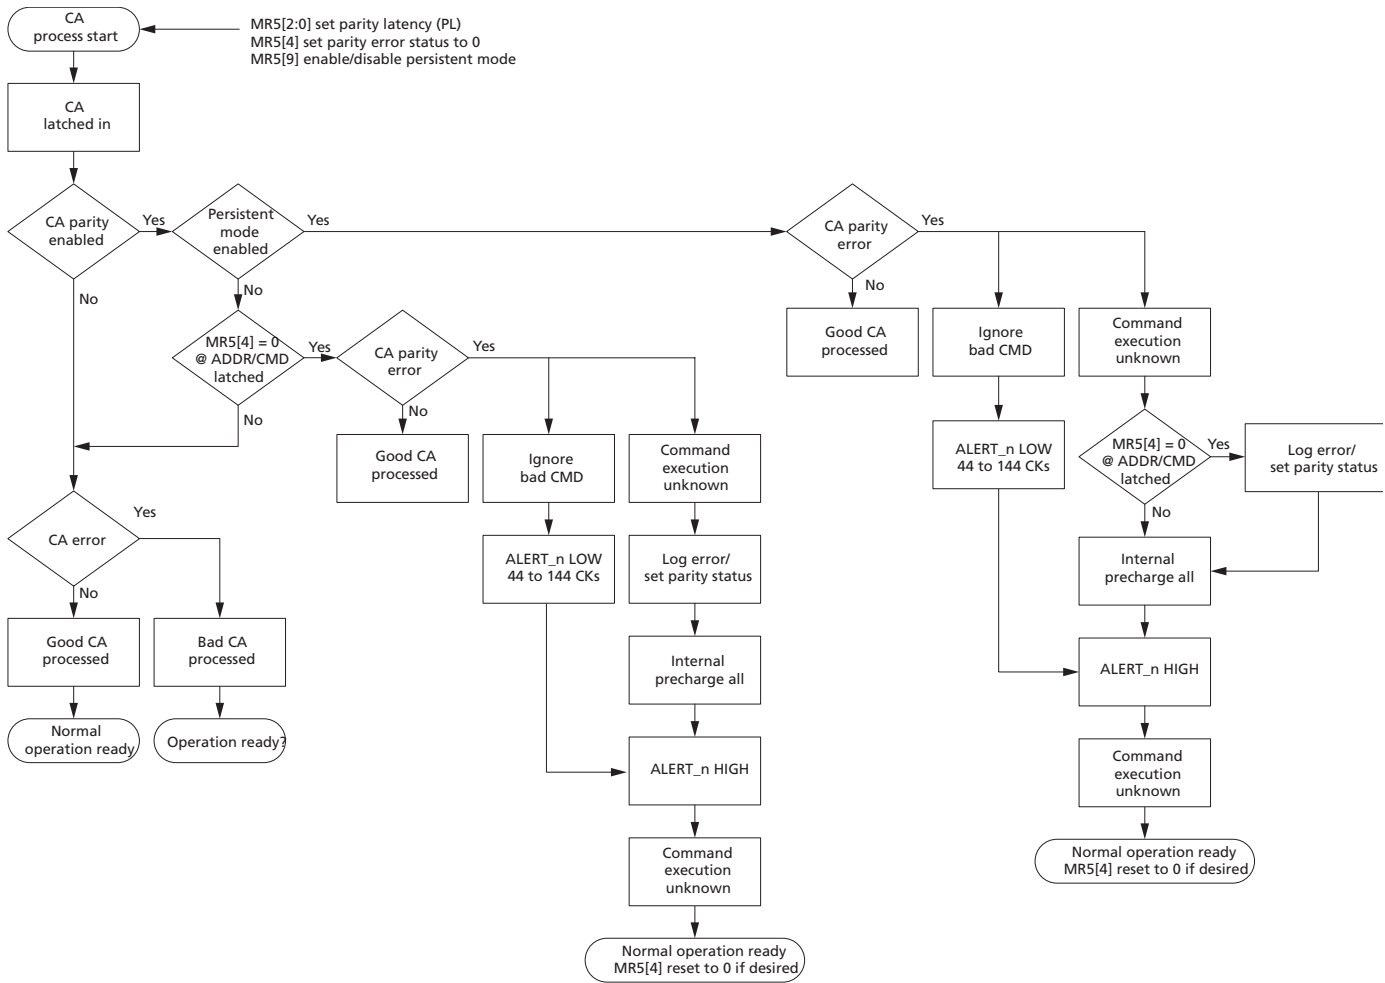 CA
process start
MR5[2:0] set parity latency (PL)
MR5[4] set parity error status to 0
MR5[9] enable/disable persistent mode
CA
latched in
CA parity
enabled
Yes
No
Persistent
mode
enabled
Yes
No
CA parity
error
Yes
No
Good CA
processed
Ignore
bad CMD
Command
execution
unknown
MR5[4] = 0
@ ADDR/CMD
latched
Yes
No
CA parity
error
Yes
No
Good CA
processed
Ignore
bad CMD
Command
execution
unknown
ALERT_n LOW
44 to 144 CKs
MR5[4] = 0
@ ADDR/CMD
latched
Yes
No
Log error/
set parity status
CA error
Yes
No
ALERT_n LOW
44 to 144 CKs
Log error/
set parity status
Internal
precharge all
Good CA
processed
Bad CA
processed
Internal
precharge all
ALERT_n HIGH
Normal
operation ready
Operation ready?
ALERT_n HIGH
Command
execution
unknown
Command
execution
unknown
Normal operation ready
MR5[4] reset to 0 if desired
Normal operation ready
MR5[4] reset to 0 if desired